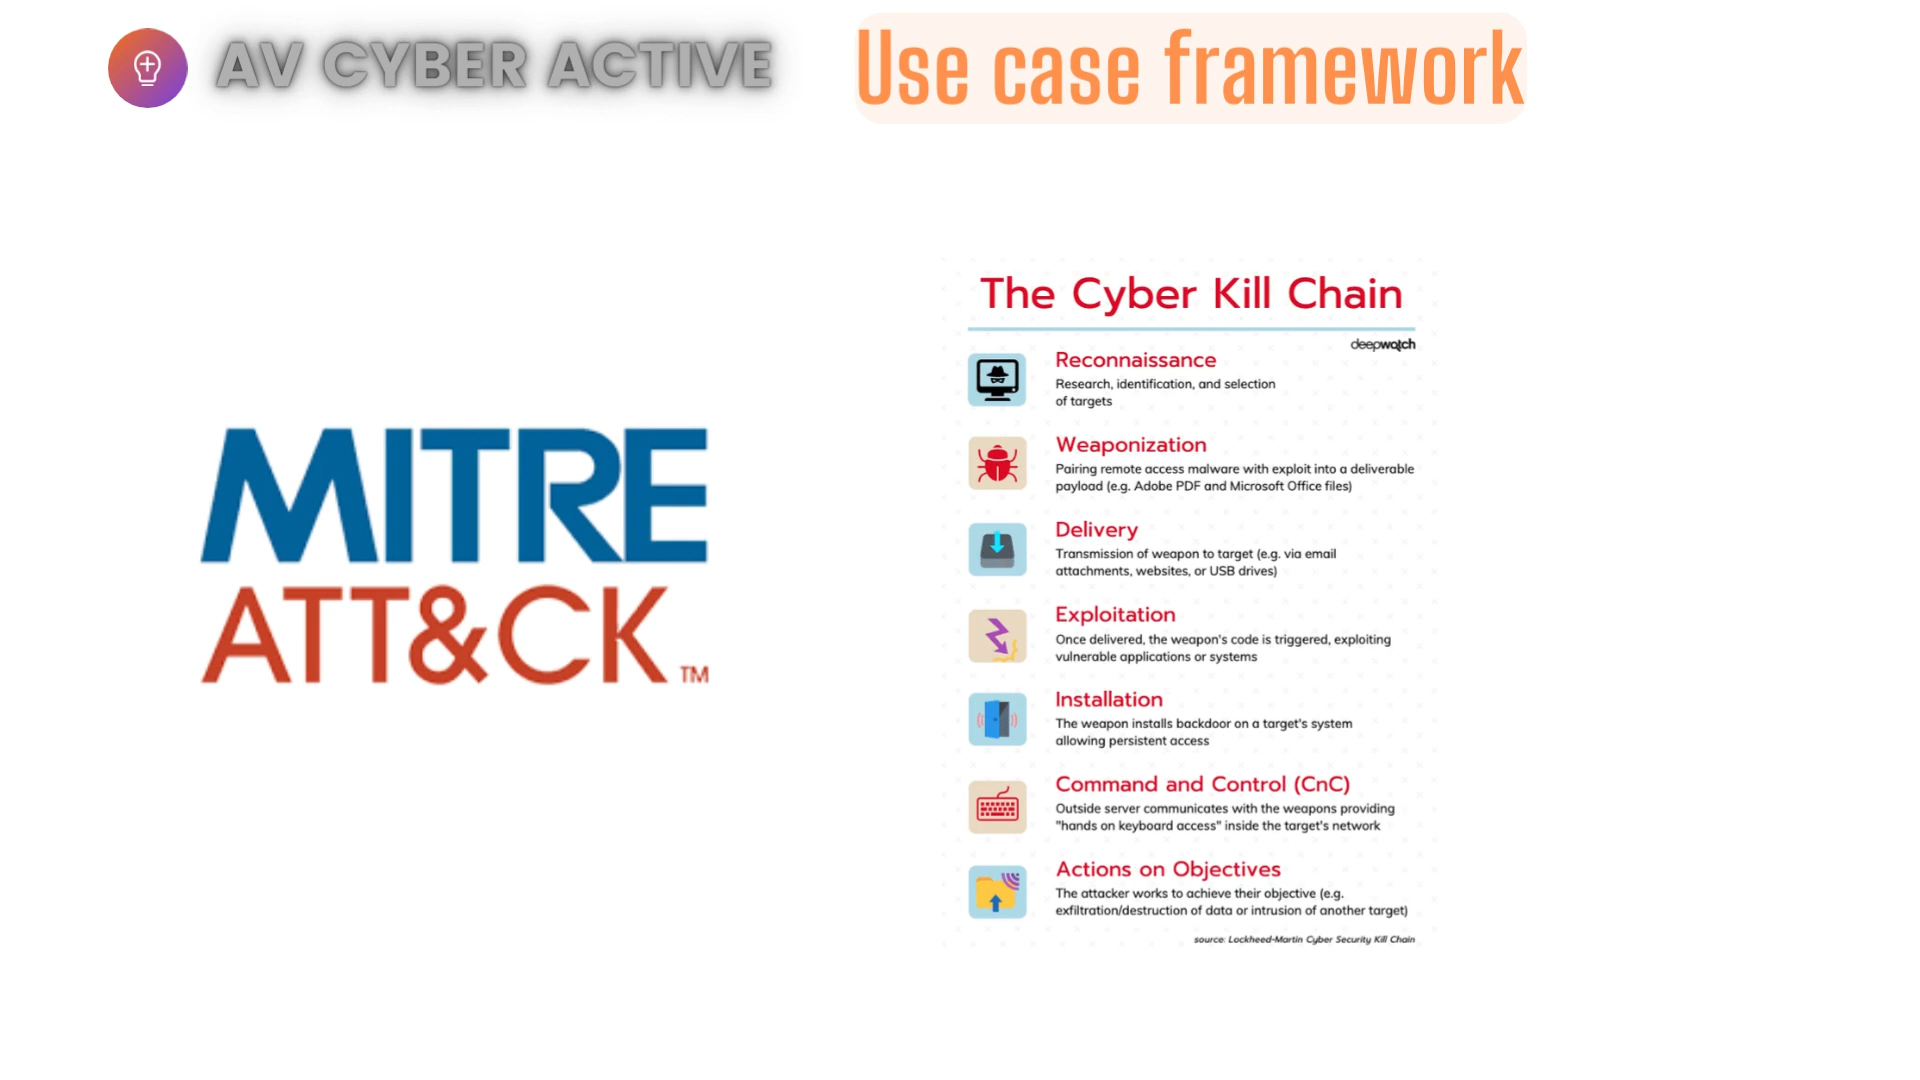 AV CYBER ACTIVE
Use case framework
MITRE
ATT&CK™
The Cyber Kill Chain
deepwatch
Reconnaissance
Research, identification, and selection
of targets
Weaponization
Pairing remote access malware with exploit into a deliverable
payload (e.g. Adobe PDF and Microsoft Office files)
Delivery
Transmission of weapon to target (e.g. via email
attachments, websites, or USB drives)
Exploitation
Once delivered, the weapon's code is triggered, exploiting
vulnerable applications or systems
Installation
The weapon installs backdoor on a target's system
allowing persistent access
Command and Control (CnC)
Outside server communicates with the weapons providing
"hands on keyboard access" inside the target's network
Actions on Objectives
The attacker works to achieve their objective (e.g.
exfiltration/destruction of data or intrusion of another target)
source: Lockheed-Martin Cyber Security Kill Chain